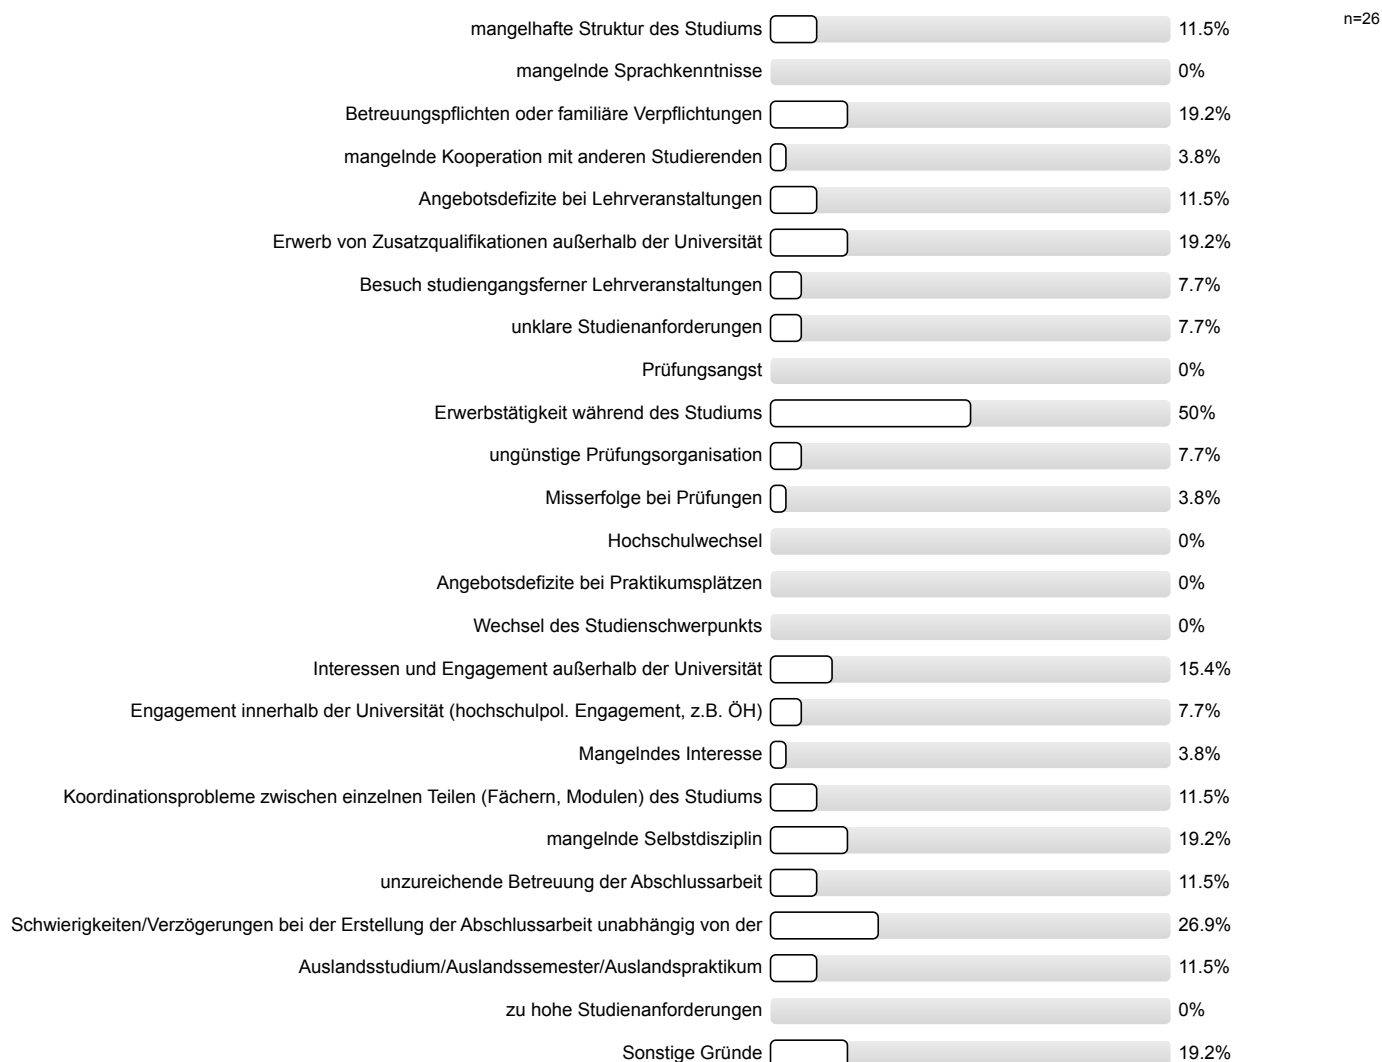 n=26
mangelhafte Struktur des Studiums 11.5%
mangelnde Sprachkenntnisse 0%
Betreuungspflichten oder familiäre Verpflichtungen 19.2%
mangelnde Kooperation mit anderen Studierenden 3.8%
Angebotsdefizite bei Lehrveranstaltungen 11.5%
Erwerb von Zusatzqualifikationen außerhalb der Universität 19.2%
Besuch studiengangsferner Lehrveranstaltungen 7.7%
unklare Studienanforderungen 7.7%
Prüfungsangst 0%
Erwerbstätigkeit während des Studiums 50%
ungünstige Prüfungsorganisation 7.7%
Misserfolge bei Prüfungen 3.8%
Hochschulwechsel 0%
Angebotsdefizite bei Praktikumsplätzen 0%
Wechsel des Studienschwerpunkts 0%
Interessen und Engagement außerhalb der Universität 15.4%
Engagement innerhalb der Universität (hochschulpol. Engagement, z.B. ÖH) 7.7%
Mangelndes Interesse 3.8%
Koordinationsprobleme zwischen einzelnen Teilen (Fächern, Modulen) des Studiums 11.5%
mangelnde Selbstdisziplin 19.2%
unzureichende Betreuung der Abschlussarbeit 11.5%
Schwierigkeiten/Verzögerungen bei der Erstellung der Abschlussarbeit unabhängig von der 26.9%
Auslandsstudium/Auslandssemester/Auslandspraktikum 11.5%
zu hohe Studienanforderungen 0%
Sonstige Gründe 19.2%